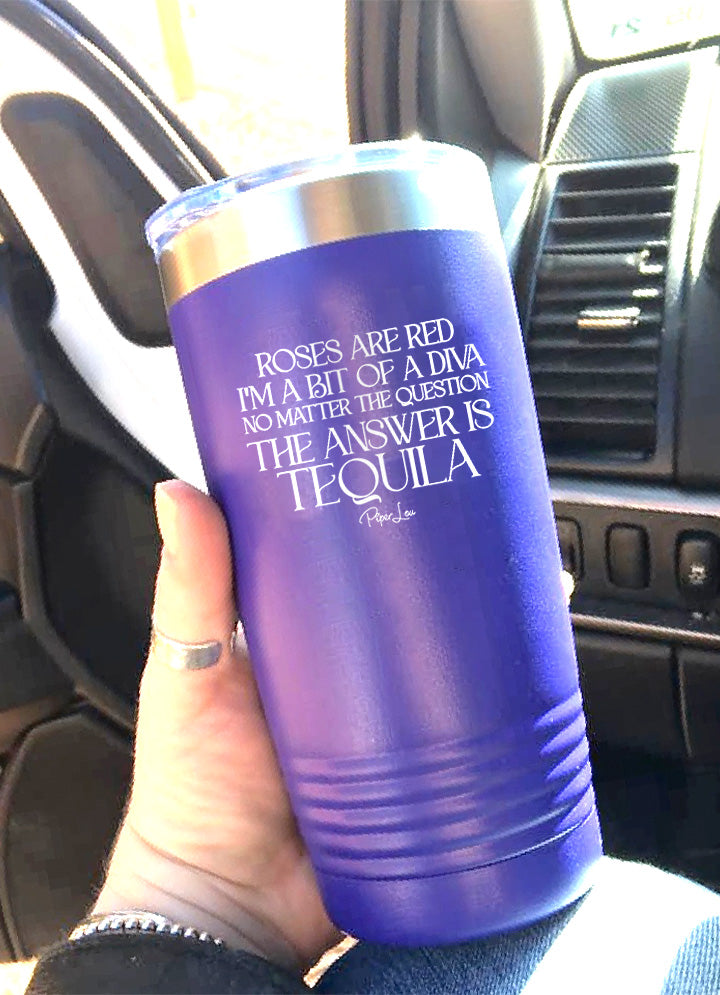 ROSES ARE RED
I'M A BIT OF A DIVA
NO MATTER THE QUESTION
THE ANSWER IS
TEQUILA
Piper Lou